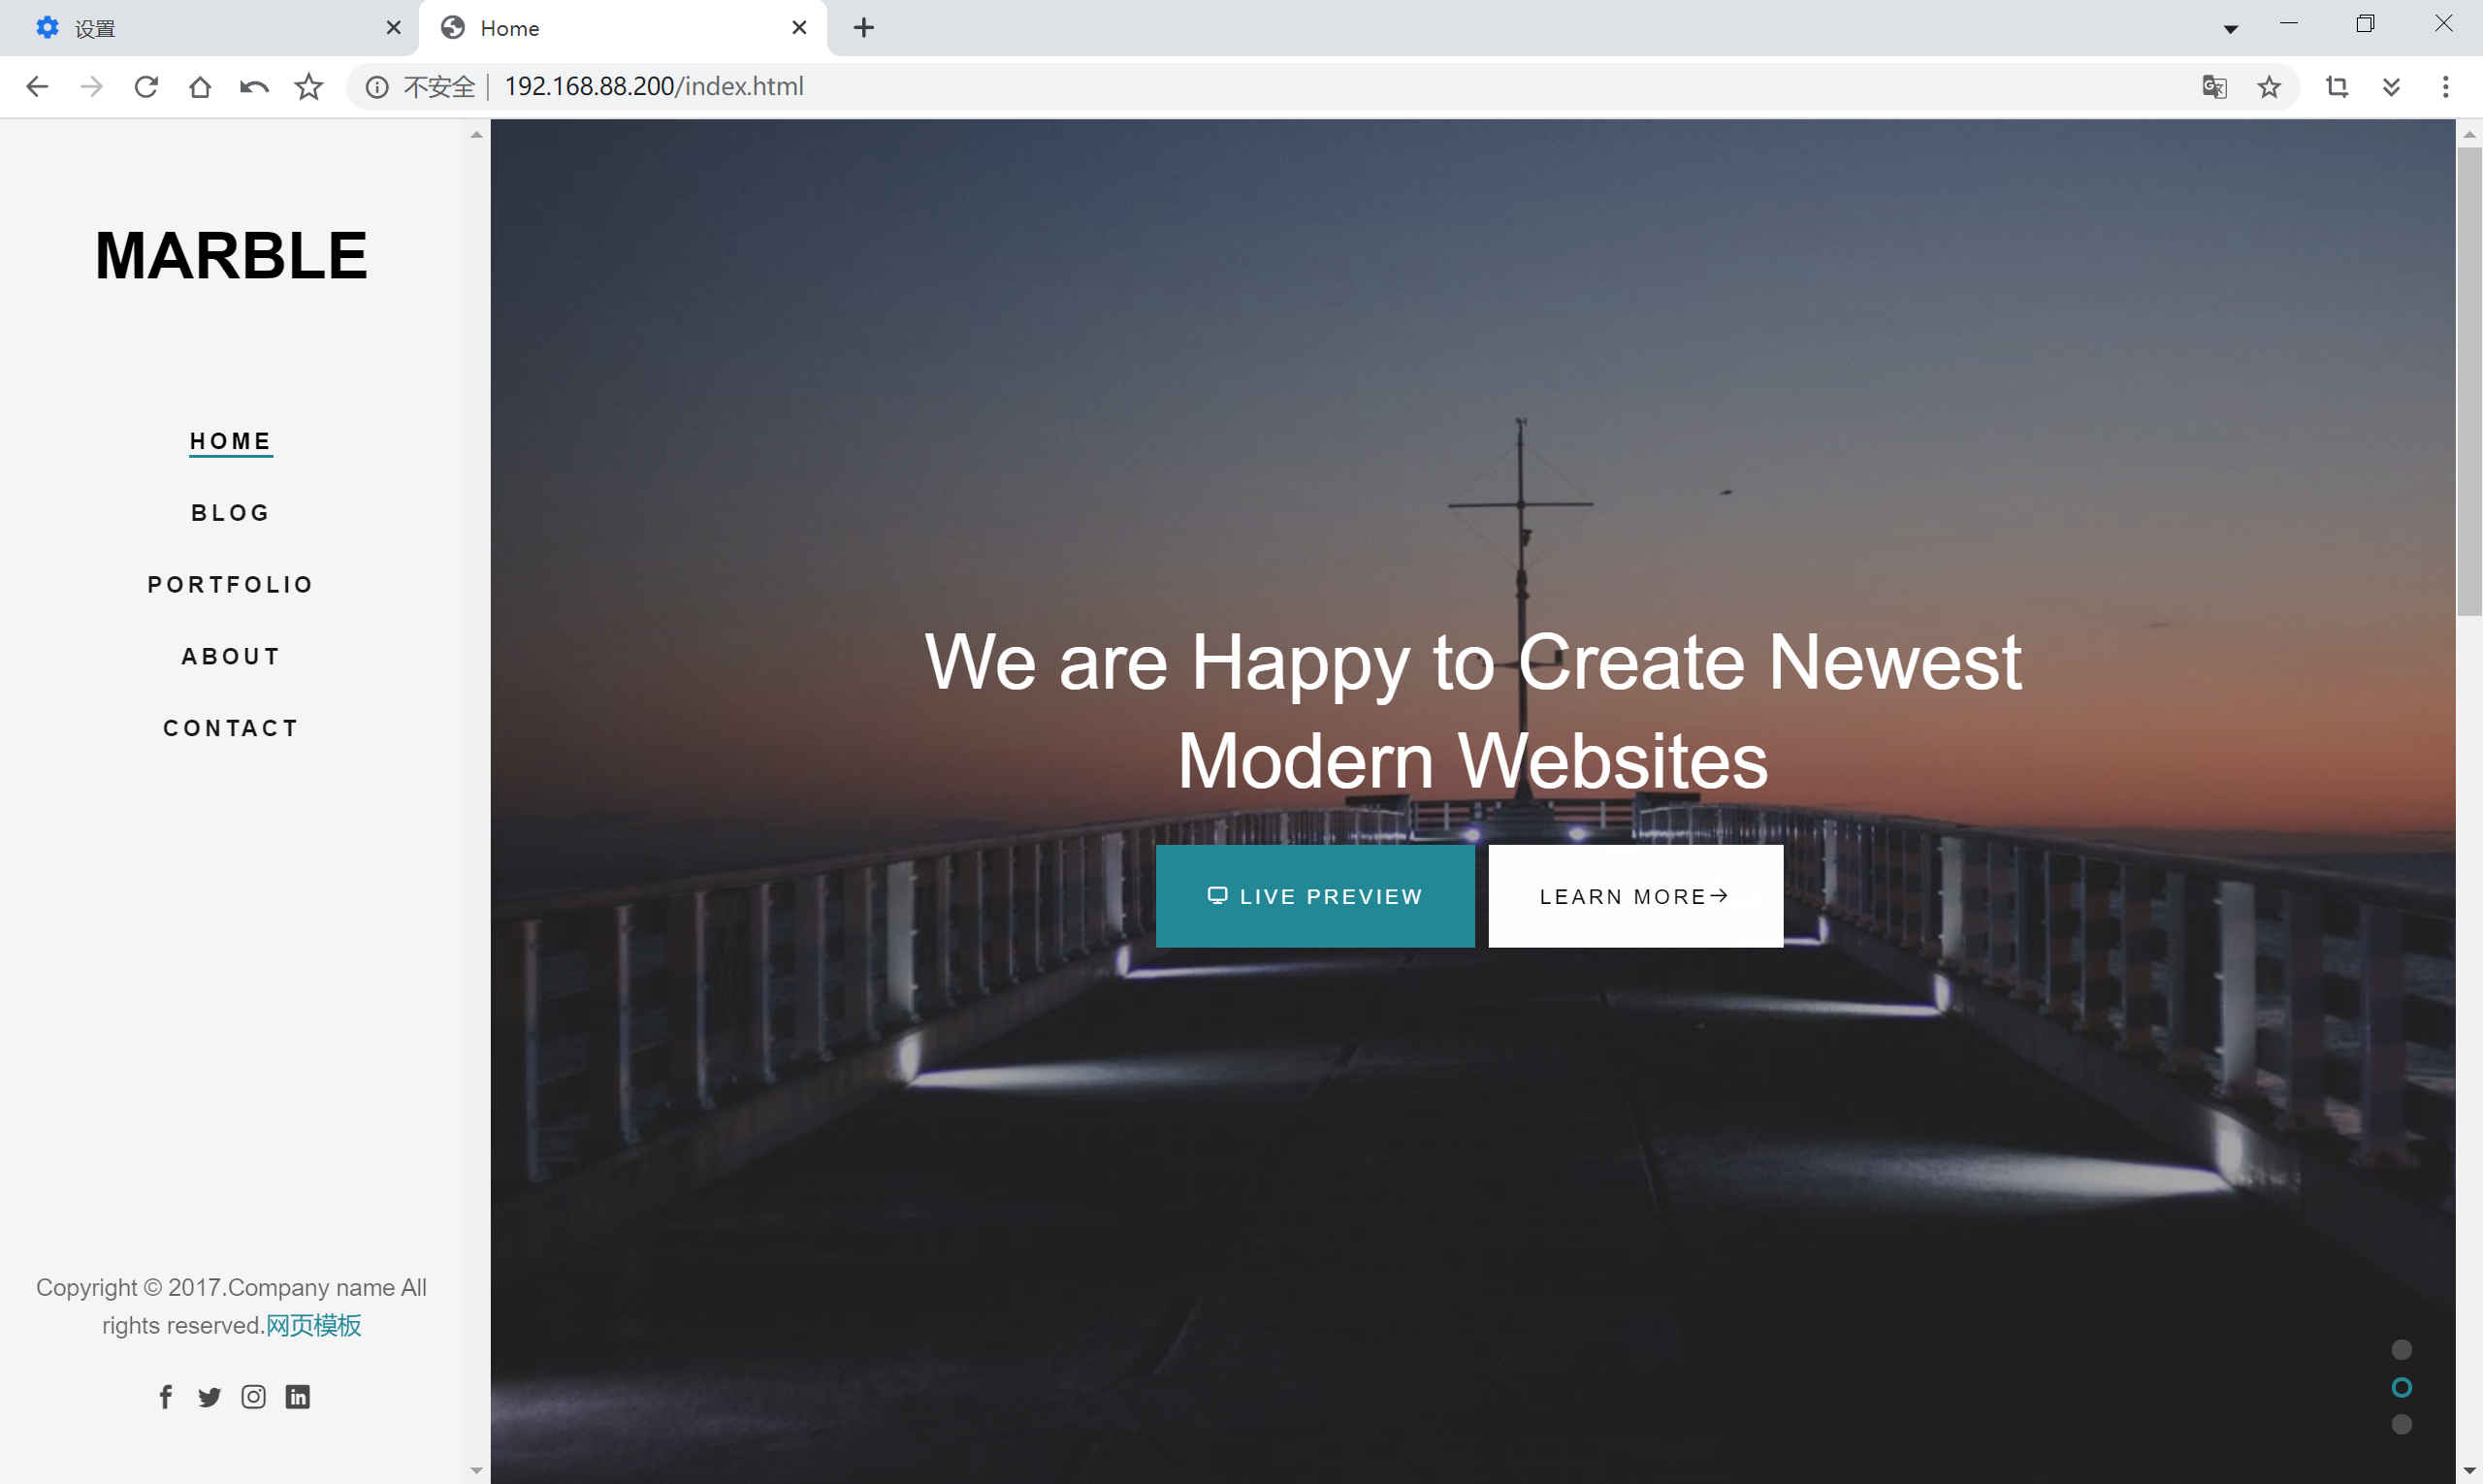 设置
Home
不安全
192.168.88.200/index.html
MARBLE
HOME
BLOG
PORTFOLIO
ABOUT
CONTACT
Copyright © 2017.Company name All
rights reserved.网页模板
We are Happy to Create Newest
Modern Websites
LIVE PREVIEW
LEARN MORE→